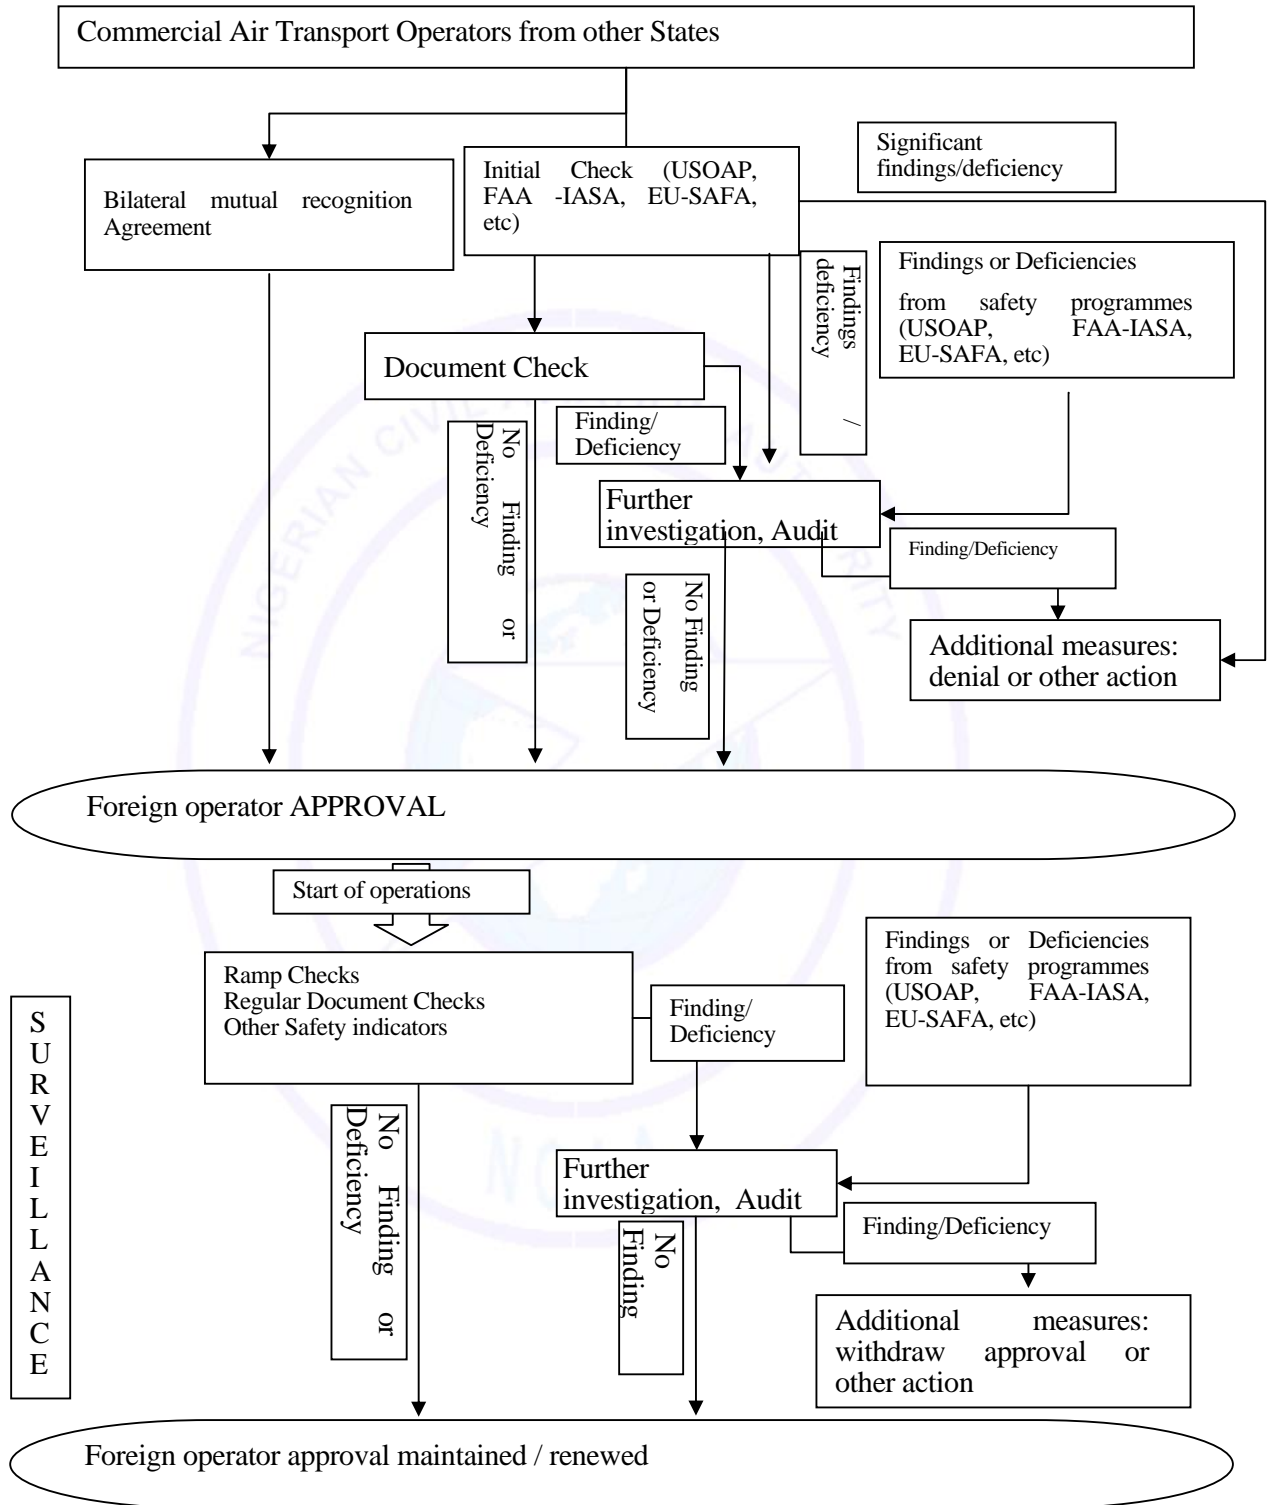 Commercial Air Transport Operators from other States
Significant
findings/deficiency
Bilateral mutual recognition
Agreement
Initial Check (USOAP,
FAA -IASA, EU-SAFA,
etc)
Findings /
deficiency
Findings or Deficiencies
from safety programmes
(USOAP, FAA-IASA,
EU-SAFA, etc)
Document Check
Finding/
Deficiency
No Finding or
Deficiency
Further
investigation, Audit
Finding/Deficiency
No Finding
or Deficiency
Additional measures:
denial or other action
Foreign operator APPROVAL
Start of operations
Ramp Checks
Regular Document Checks
Other Safety indicators
Finding/
Deficiency
Findings or Deficiencies
from safety programmes
(USOAP, FAA-IASA,
EU-SAFA, etc)
SURVEILLANCE
No Finding or
Deficiency
Further
investigation, Audit
Finding/Deficiency
No
Finding
Additional measures:
withdraw approval or
other action
Foreign operator approval maintained / renewed